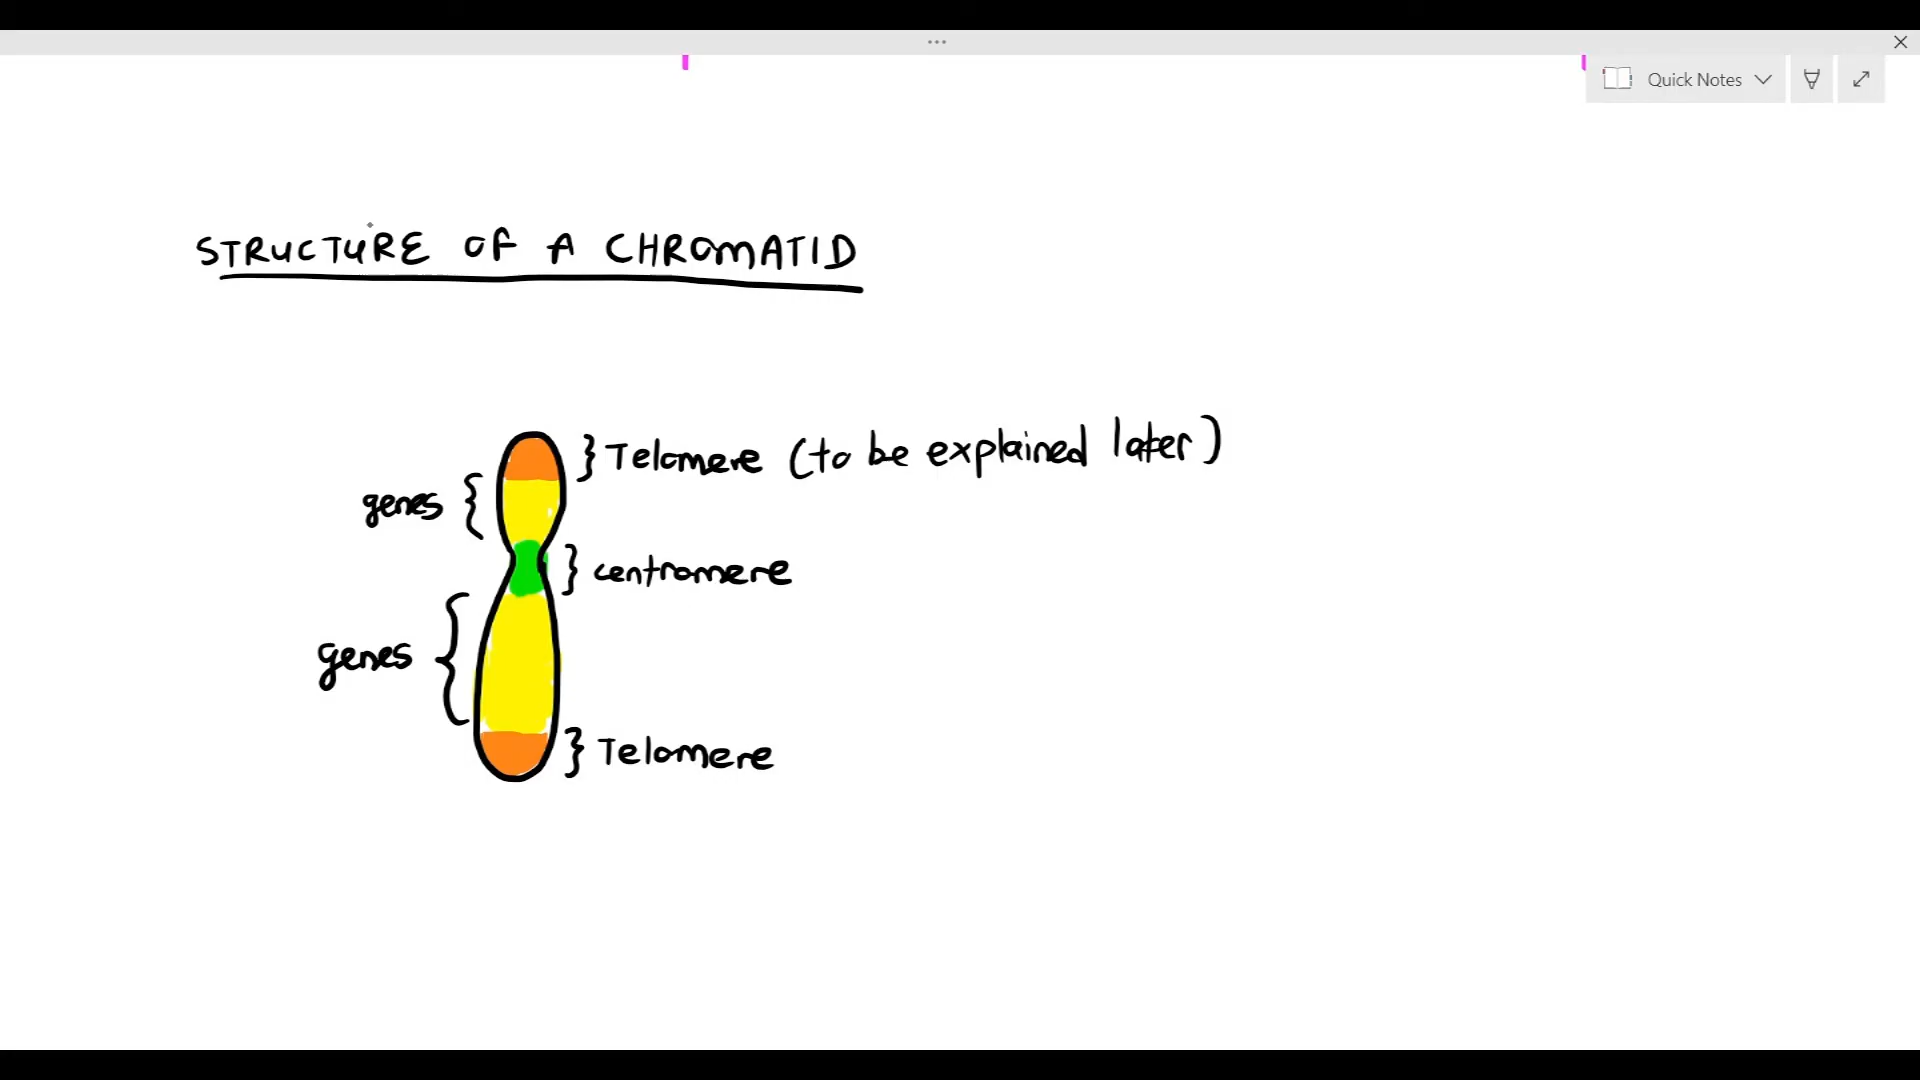 Quick Notes
STRUCTURE OF A CHROMATID
} Telomere (to be explained later)
genes {
} centromere
genes {
} Telomere